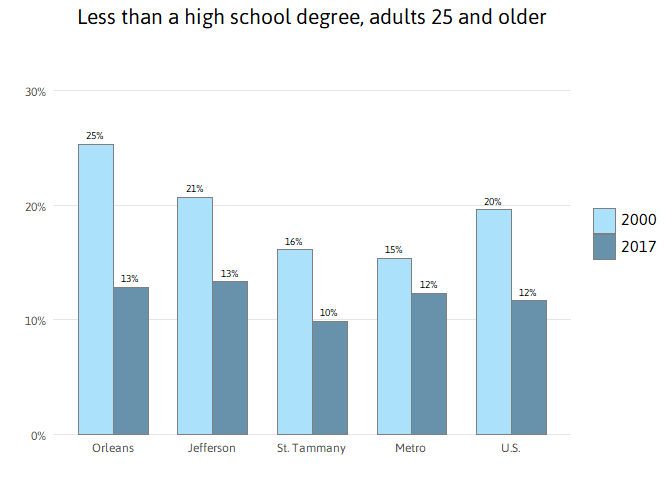 Less than a high school degree, adults 25 and older
30%
20%
10%
0%
25%
13%
21%
13%
16%
10%
15%
12%
20%
12%
Orleans
Jefferson
St. Tammany
Metro
U.S.
2000
2017